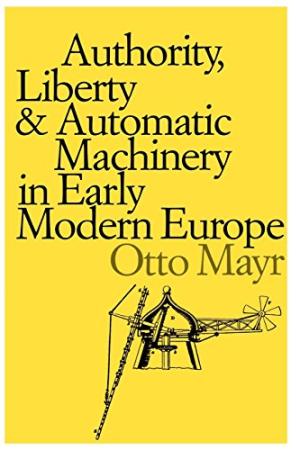 Authority,
Liberty
& Automatic
Machinery
in Early
Modern Europe
Otto Mayr